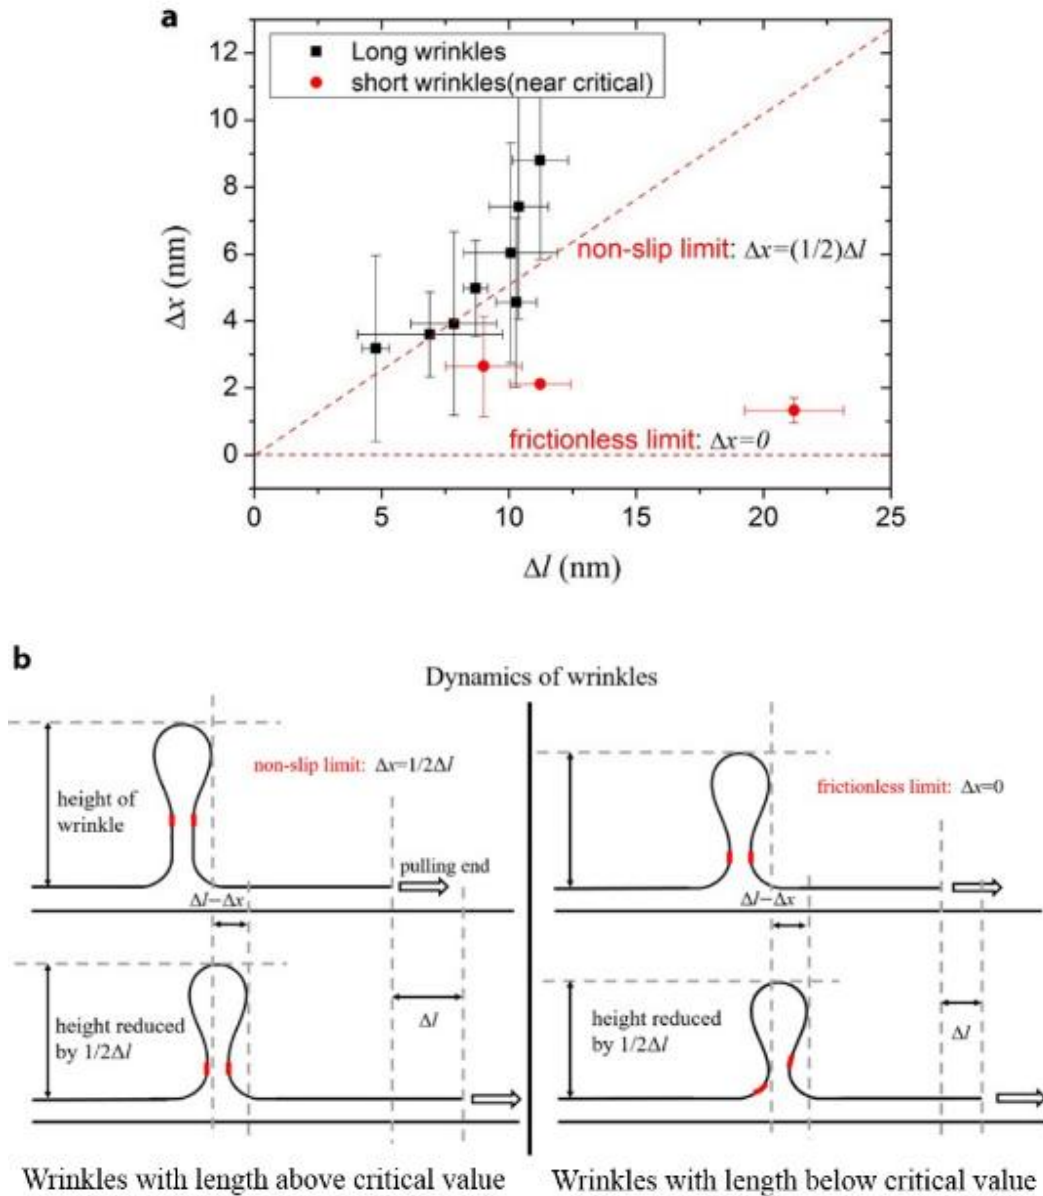 a
12
10
8
6
4
2
0
Δx (nm)
Long wrinkles
short wrinkles(near critical)
non-slip limit: Δx=(1/2)Δl
frictionless limit: Δx=0
0 5 10 15 20 25
Δl (nm)
b
Dynamics of wrinkles
height of
wrinkle
non-slip limit: Δx=1/2Δl
pulling end
Δl−Δx
height reduced
by 1/2Δl
Δl
Wrinkles with length above critical value
frictionless limit: Δx=0
Δl−Δx
height reduced
by 1/2Δl
Δl
Wrinkles with length below critical value